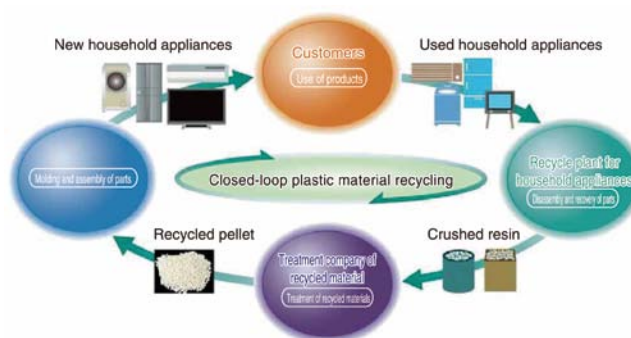 New household appliances
Customers
Use of products
Used household appliances
Molding and assembly of parts
Closed-loop plastic material recycling
Recycle plant for
household appliances
Disassembly and recovery of parts
Recycled pellet
Treatment company of
recycled material
Treatment of recycled materials
Crushed resin